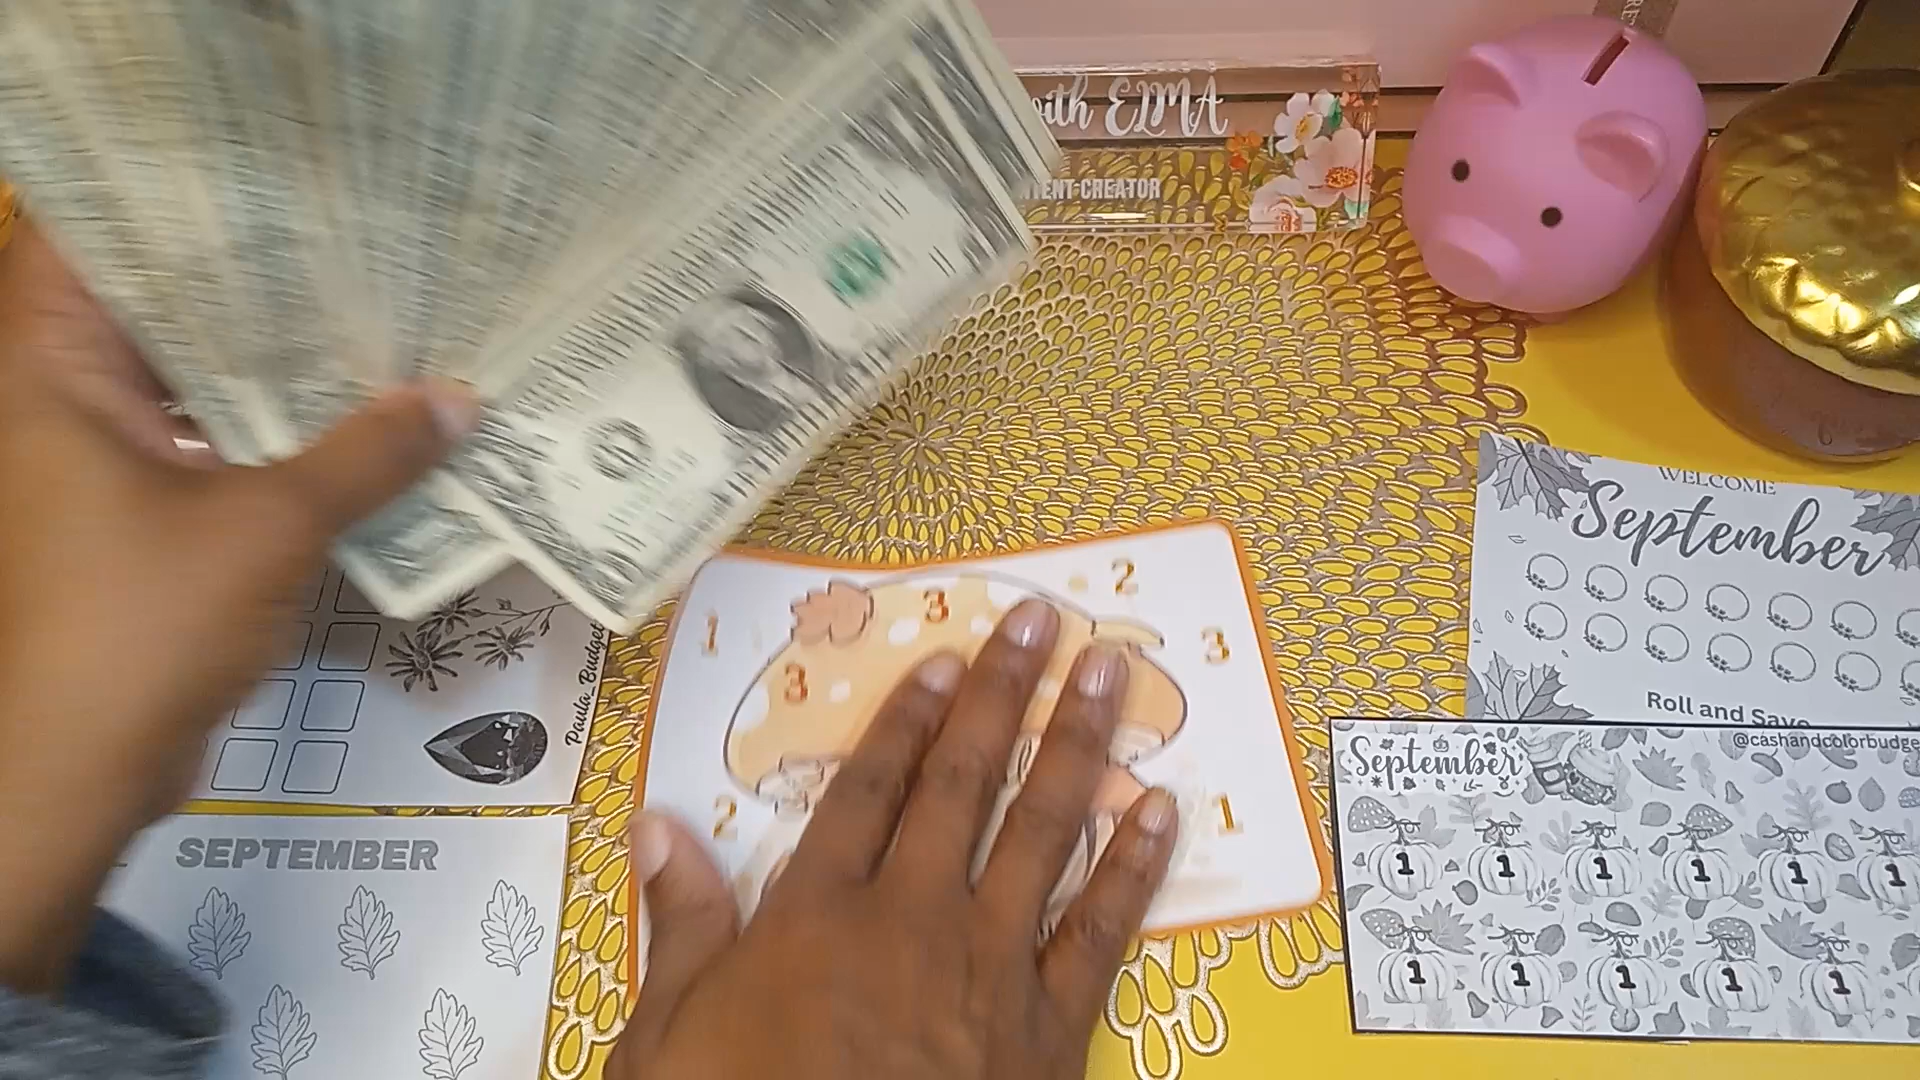 with ELMA
TENT CREATOR
1
3
2
3
3
2
1
Paula_Budget
SEPTEMBER
WELCOME
September
Roll and Save
September
@cashandcolorbudge
1 1 1 1 1 1
1 1 1 1 1